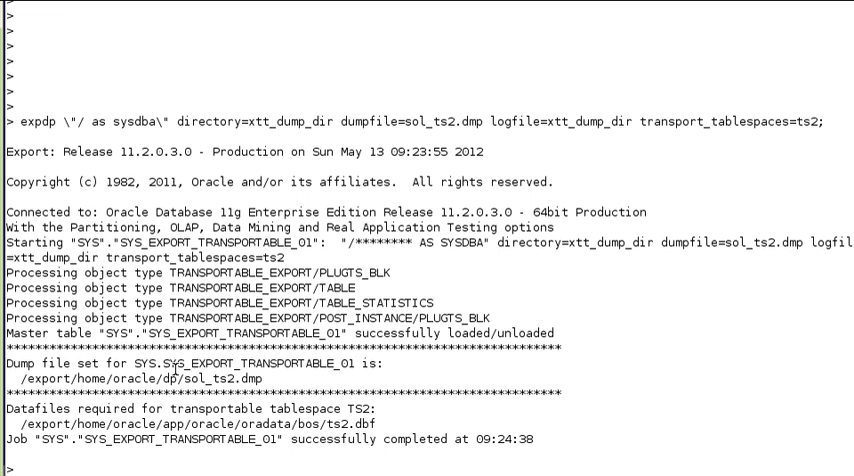 >
>
>
>
>
>
>
> expdp \"/ as sysdba\" directory=xtt_dump_dir dumpfile=sol_ts2.dmp logfile=xtt_dump_dir transport_tablespaces=ts2;
Export: Release 11.2.0.3.0 - Production on Sun May 13 09:23:55 2012
Copyright (c) 1982, 2011, Oracle and/or its affiliates.  All rights reserved.
Connected to: Oracle Database 11g Enterprise Edition Release 11.2.0.3.0 - 64bit Production
With the Partitioning, OLAP, Data Mining and Real Application Testing options
Starting "SYS"."SYS_EXPORT_TRANSPORTABLE_01":  "/******** AS SYSDBA" directory=xtt_dump_dir dumpfile=sol_ts2.dmp logfil
=xtt_dump_dir transport_tablespaces=ts2
Processing object type TRANSPORTABLE_EXPORT/PLUGTS_BLK
Processing object type TRANSPORTABLE_EXPORT/TABLE
Processing object type TRANSPORTABLE_EXPORT/TABLE_STATISTICS
Processing object type TRANSPORTABLE_EXPORT/POST_INSTANCE/PLUGTS_BLK
Master table "SYS"."SYS_EXPORT_TRANSPORTABLE_01" successfully loaded/unloaded
******************************************************************************
Dump file set for SYS.SYS_EXPORT_TRANSPORTABLE_01 is:
  /export/home/oracle/dp/sol_ts2.dmp
******************************************************************************
Datafiles required for transportable tablespace TS2:
  /export/home/oracle/app/oracle/oradata/bos/ts2.dbf
Job "SYS"."SYS_EXPORT_TRANSPORTABLE_01" successfully completed at 09:24:38
>